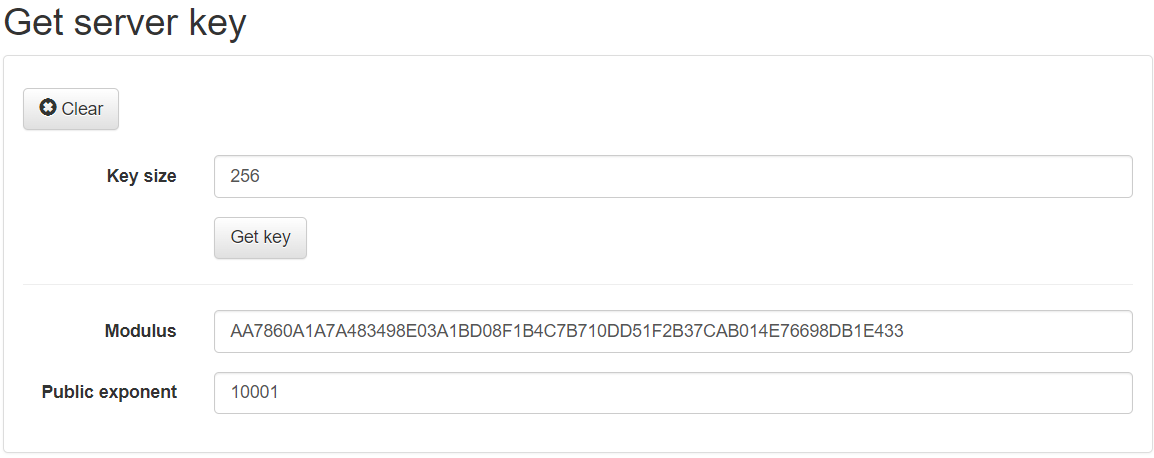 Get server key
Clear
Key size 256
Get key
Modulus AA7860A1A7A483498E03A1BD08F1B4C7B710DD51F2B37CAB014E76698DB1E433
Public exponent 10001